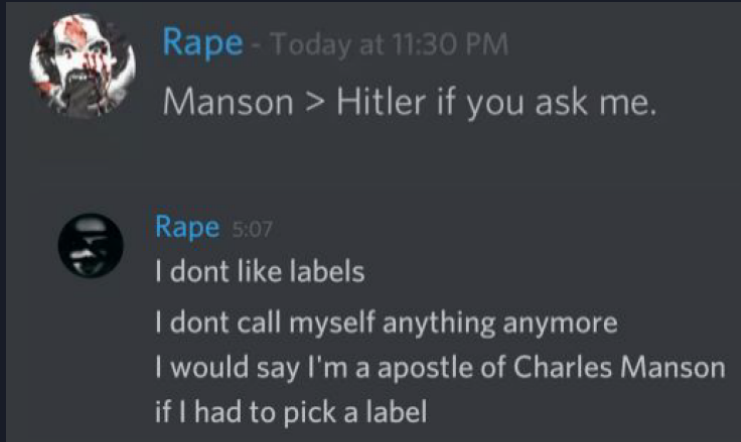 Rape - Today at 11:30 PM
Manson > Hitler if you ask me.
Rape 5:07
I dont like labels
I dont call myself anything anymore
I would say I'm a apostle of Charles Manson
if I had to pick a label